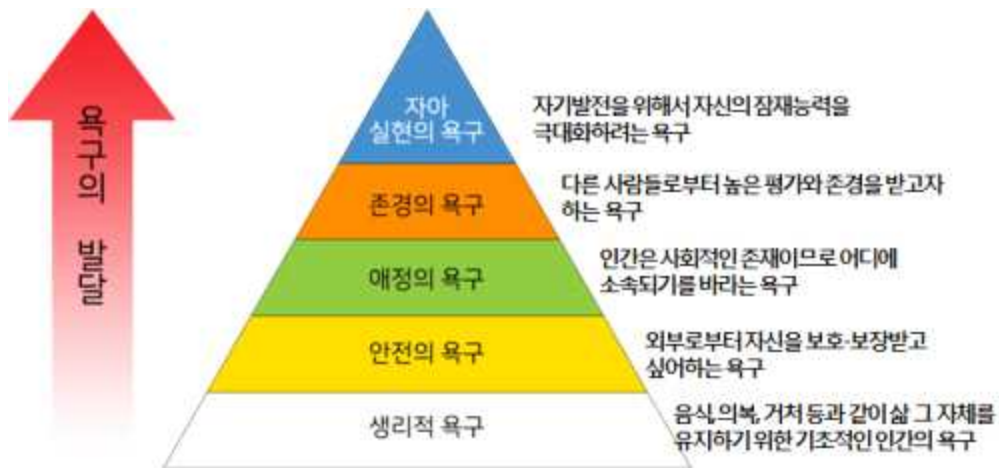 욕구의 발달
자아
실현의 욕구
자기발전을 위해서 자신의 잠재능력을
극대화하려는 욕구
존경의 욕구
다른 사람들로부터 높은 평가와 존경을 받고자
하는 욕구
애정의 욕구
인간은 사회적인 존재이므로 어디에
소속되기를 바라는 욕구
안전의 욕구
외부로부터 자신을 보호·보장받고
싶어하는 욕구
생리적 욕구
음식, 의복, 거처 등과 같이 삶 그 자체를
유지하기 위한 기초적인 인간의 욕구